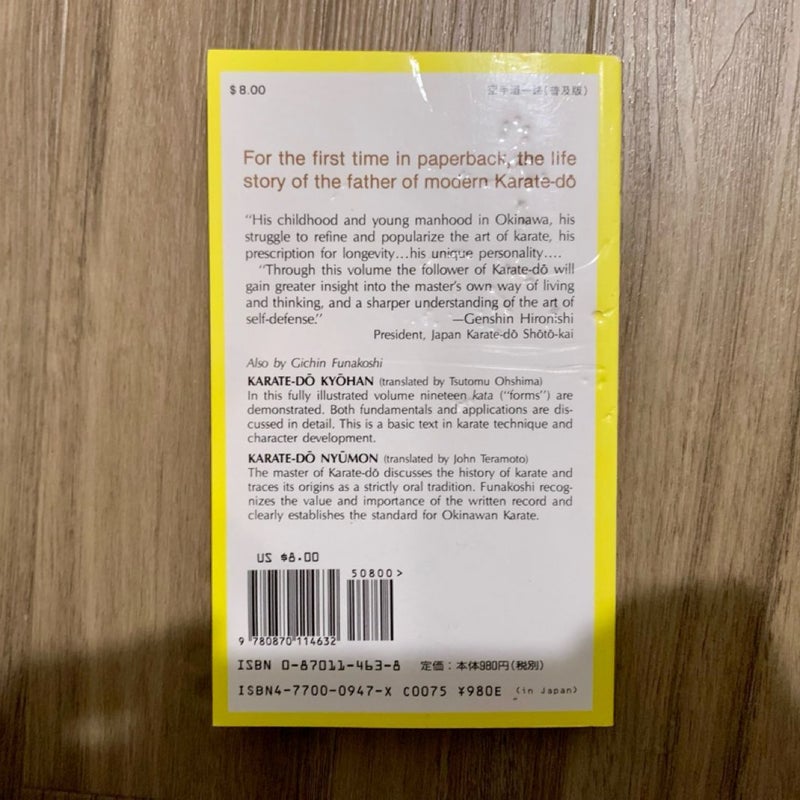 $8.00
空手道一路(普及版)
For the first time in paperback, the life
story of the father of modern Karate-dō
"His childhood and young manhood in Okinawa, his
struggle to refine and popularize the art of karate, his
prescription for longevity...his unique personality....
"Through this volume the follower of Karate-dō will
gain greater insight into the master's own way of living
and thinking, and a sharper understanding of the art of
self-defense." —Genshin Hironishi
President, Japan Karate-dō Shōtō-kai
Also by Gichin Funakoshi
KARATE-DŌ KYŌHAN (translated by Tsutomu Ohshima)
In this fully illustrated volume nineteen kata ("forms") are
demonstrated. Both fundamentals and applications are dis-
cussed in detail. This is a basic text in karate technique and
character development.
KARATE-DŌ NYŪMON (translated by John Teramoto)
The master of Karate-dō discusses the history of karate and
traces its origins as a strictly oral tradition. Funakoshi recog-
nizes the value and importance of the written record and
clearly establishes the standard for Okinawan Karate.
US $8.00
50800>
9 780870 114632
ISBN 0-87011-463-8 定価：本体980円(税別)
ISBN4-7700-0947-X C0075 ¥980E (in Japan)